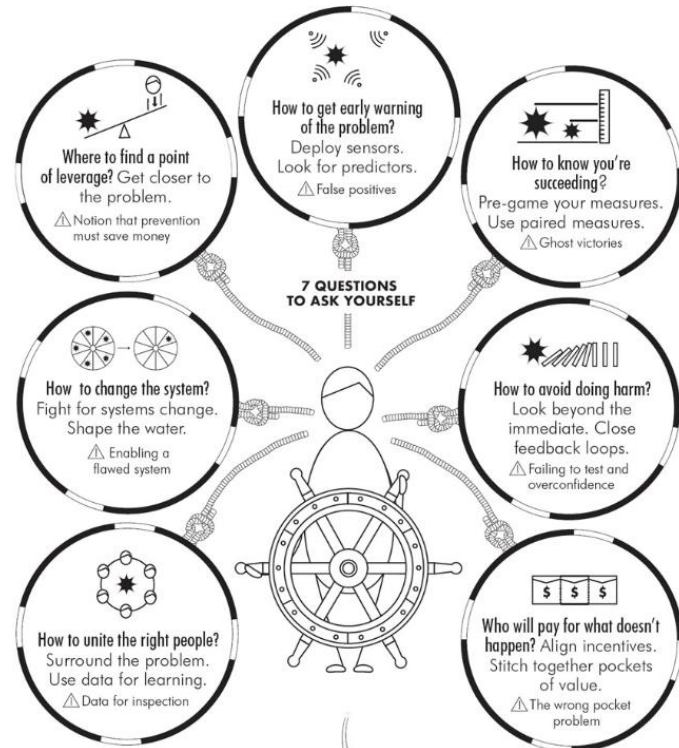 Where to find a point
of leverage? Get closer to
the problem.
⚠ Notion that prevention
must save money
How to get early warning
of the problem?
Deploy sensors.
Look for predictors.
⚠ False positives
How to know you're
succeeding?
Pre-game your measures.
Use paired measures.
⚠ Ghost victories
7 QUESTIONS
TO ASK YOURSELF
How to change the system?
Fight for systems change.
Shape the water.
⚠ Enabling a
flawed system
How to avoid doing harm?
Look beyond the
immediate. Close
feedback loops.
⚠ Failing to test and
overconfidence
How to unite the right people?
Surround the problem.
Use data for learning.
⚠ Data for inspection
$ $ $
Who will pay for what doesn't
happen? Align incentives.
Stitch together pockets
of value.
⚠ The wrong pocket
problem